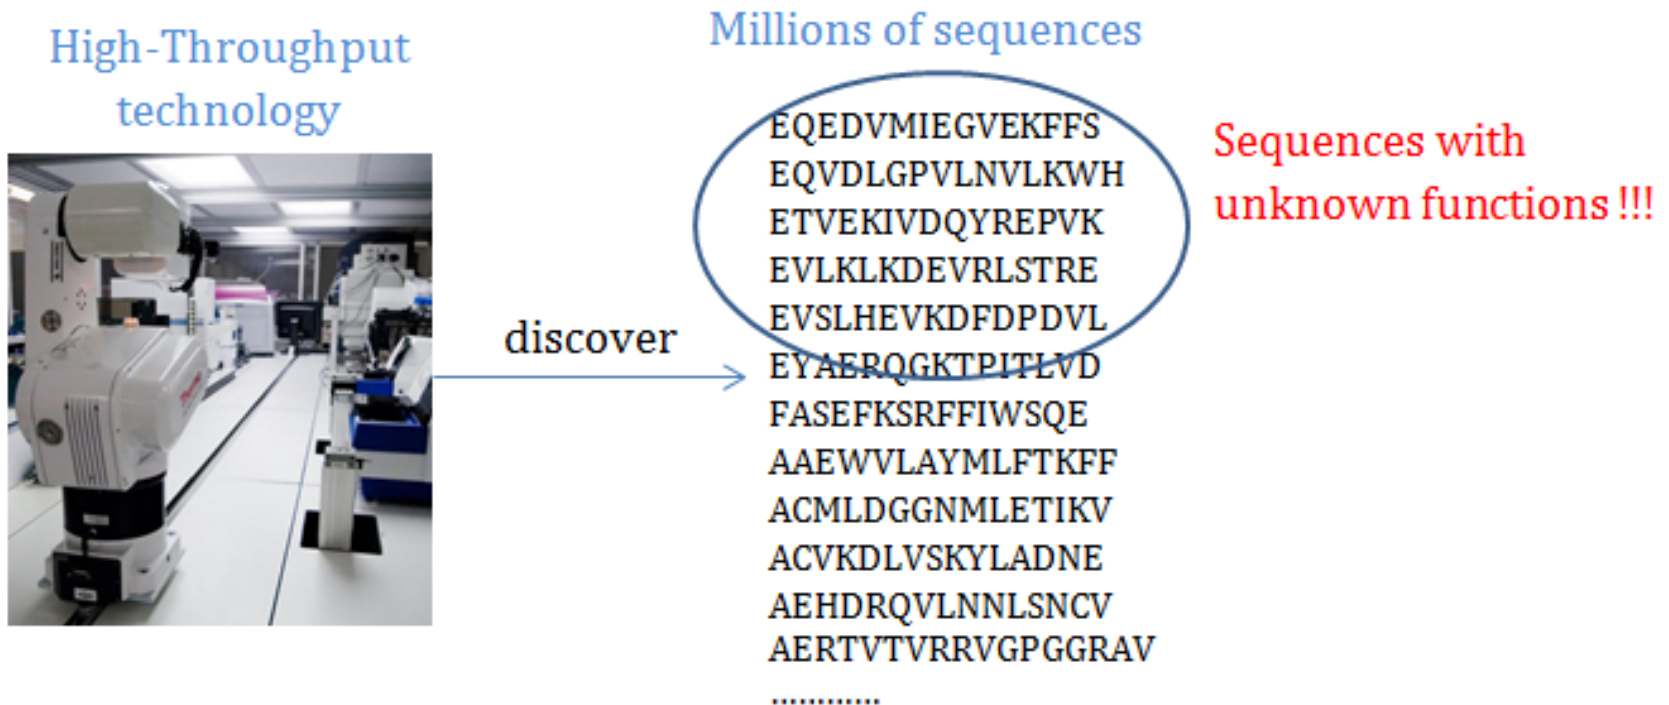 High-Throughput
technology
discover
Millions of sequences
EQEDVMIEGVEKFFS
EQVDLGPVLNVLKWH
ETVEKIVDQYREPVK
EVLKLKDEVRLSTRE
EVSLHEVKDFDPDVL
EYAERQGKTPITLVD
FASEFKSRFFIWSQE
AAEWVLAYMLFTKFF
ACMLDGGNMLETIKV
ACVKDLVSKYLADNE
AEHDRQVLNNLSNCV
AERTVTVRRVGPGGRAV
............
Sequences with
unknown functions !!!